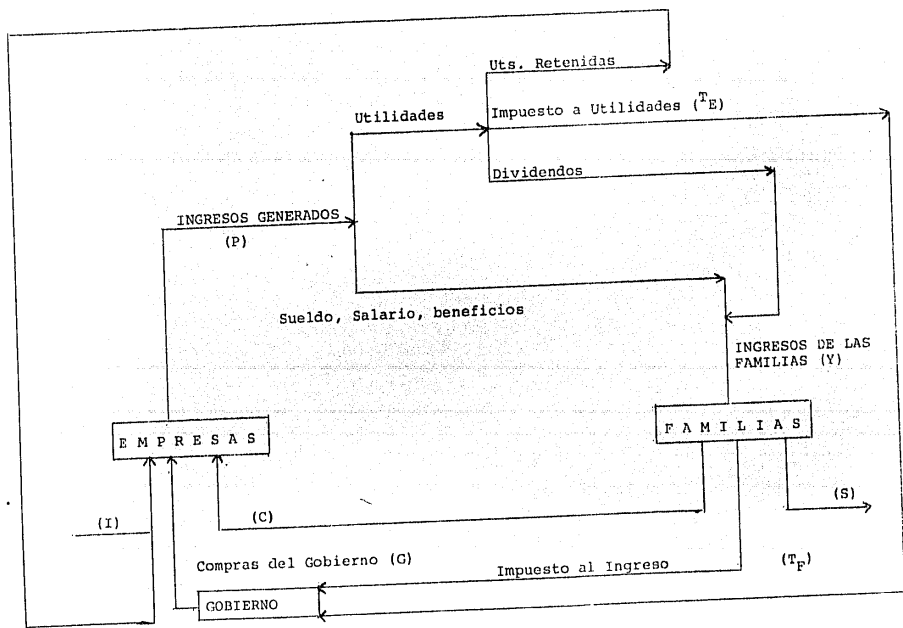 Uts. Retenidas
Utilidades
Impuesto a Utilidades (TE)
Dividendos
INGRESOS GENERADOS
(P)
Sueldo, Salario, beneficios
INGRESOS DE LAS
FAMILIAS (Y)
E M P R E S A S
F A M I L I A S
(I)
(C)
(S)
Compras del Gobierno (G)
Impuesto al Ingreso
(TF)
GOBIERNO